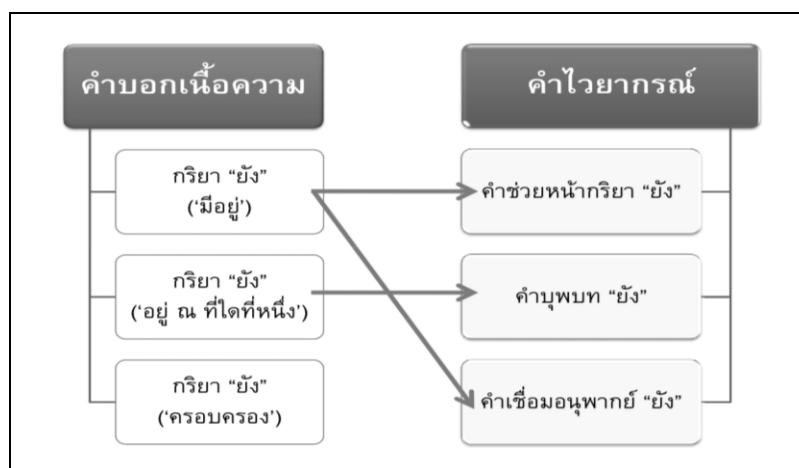 คำบอกเนื้อความ
กริยา “ยัง”
(‘มีอยู่’)
กริยา “ยัง”
(‘อยู่ ณ ที่ใดที่หนึ่ง’)
กริยา “ยัง”
(‘ครอบครอง’)
คำไวยากรณ์
คำช่วยหน้ากริยา “ยัง”
คำบุพบท “ยัง”
คำเชื่อมอนุพากย์ “ยัง”